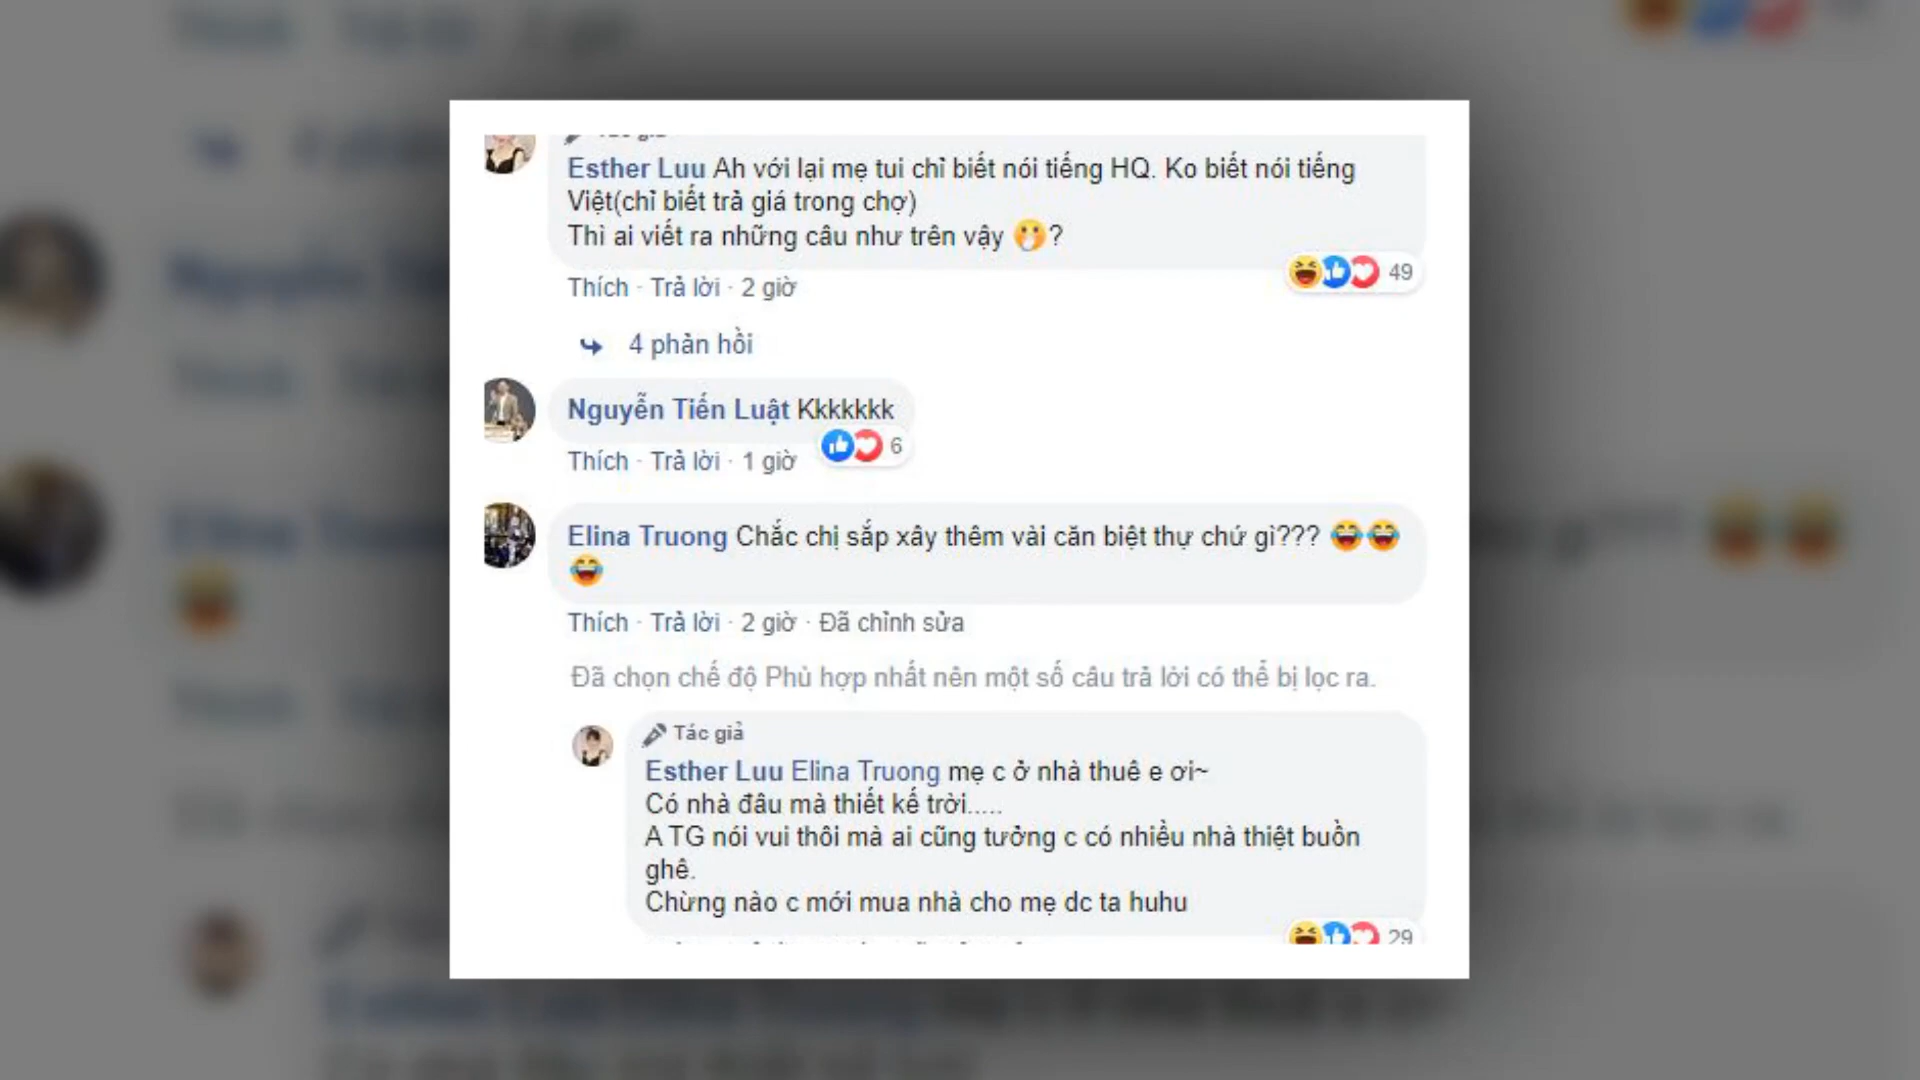 Esther Luu Ah với lại mẹ tui chỉ biết nói tiếng HQ. Ko biết nói tiếng
Việt(chỉ biết trả giá trong chợ)
Thì ai viết ra những câu như trên vậy 🤭?
49
Thích · Trả lời · 2 giờ
4 phản hồi
Nguyễn Tiến Luật Kkkkkkk
6
Thích · Trả lời · 1 giờ
Elina Truong Chắc chị sắp xây thêm vài căn biệt thự chứ gì??? 😂😂
😂
Thích · Trả lời · 2 giờ · Đã chỉnh sửa
Đã chọn chế độ Phù hợp nhất nên một số câu trả lời có thể bị lọc ra.
Tác giả
Esther Luu Elina Truong mẹ c ở nhà thuê e ơi~
Có nhà đâu mà thiết kế trời.....
A TG nói vui thôi mà ai cũng tưởng c có nhiều nhà thiệt buồn
ghê.
Chừng nào c mới mua nhà cho mẹ dc ta huhu
29